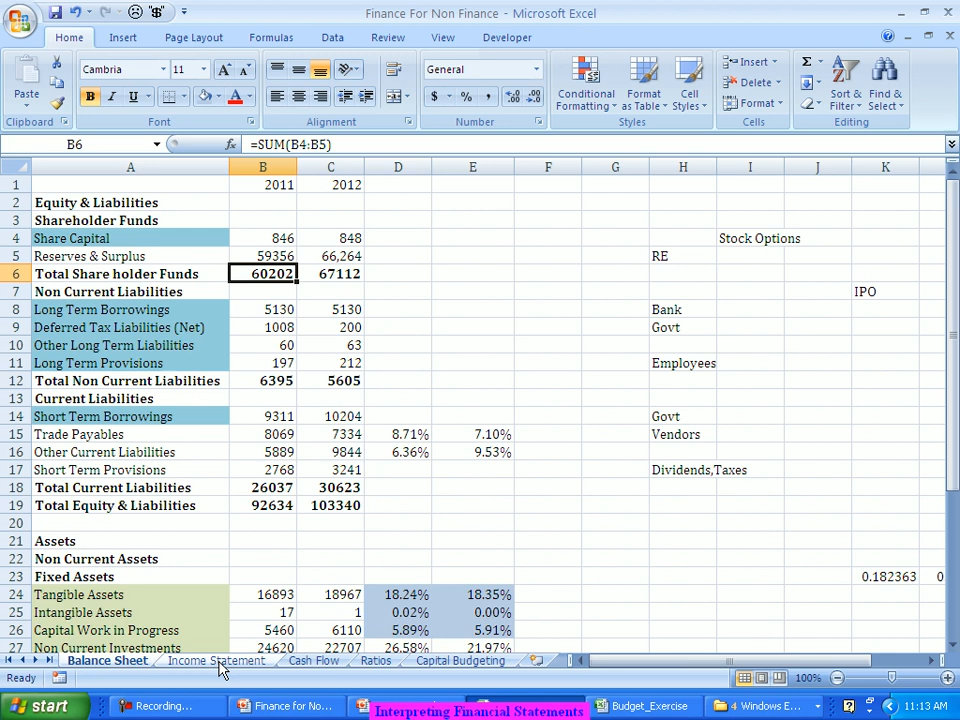 Finance For Non Finance - Microsoft Excel
Home Insert Page Layout Formulas Data Review View Developer
Paste
Cambria 11
General
Conditional Formatting
Format as Table
Cell Styles
Insert
Delete
Format
Sort & Filter
Find & Select
Clipboard Font Alignment Number Styles Cells Editing
B6 fx =SUM(B4:B5)
A B C D E F G H I J K
1 2011 2012
2 Equity & Liabilities
3 Shareholder Funds
4 Share Capital 846 848 Stock Options
5 Reserves & Surplus 59356 66,264 RE
6 Total Share holder Funds 60202 67112
7 Non Current Liabilities IPO
8 Long Term Borrowings 5130 5130 Bank
9 Deferred Tax Liabilities (Net) 1008 200 Govt
10 Other Long Term Liabilities 60 63
11 Long Term Provisions 197 212 Employees
12 Total Non Current Liabilities 6395 5605
13 Current Liabilities
14 Short Term Borrowings 9311 10204 Govt
15 Trade Payables 8069 7334 8.71% 7.10% Vendors
16 Other Current Liabilities 5889 9844 6.36% 9.53%
17 Short Term Provisions 2768 3241 Dividends,Taxes
18 Total Current Liabilities 26037 30623
19 Total Equity & Liabilities 92634 103340
20
21 Assets
22 Non Current Assets
23 Fixed Assets 0.182363 0
24 Tangible Assets 16893 18967 18.24% 18.35%
25 Intangible Assets 17 1 0.02% 0.00%
26 Capital Work in Progress 5460 6110 5.89% 5.91%
27 Non Current Investments 24620 22707 26.58% 21.97%
Balance Sheet Income Statement Cash Flow Ratios Capital Budgeting
Ready 100%
start Recording... Finance for No... Budget_Exercise 4 Windows E... 11:13 AM
Interpreting Financial Statements